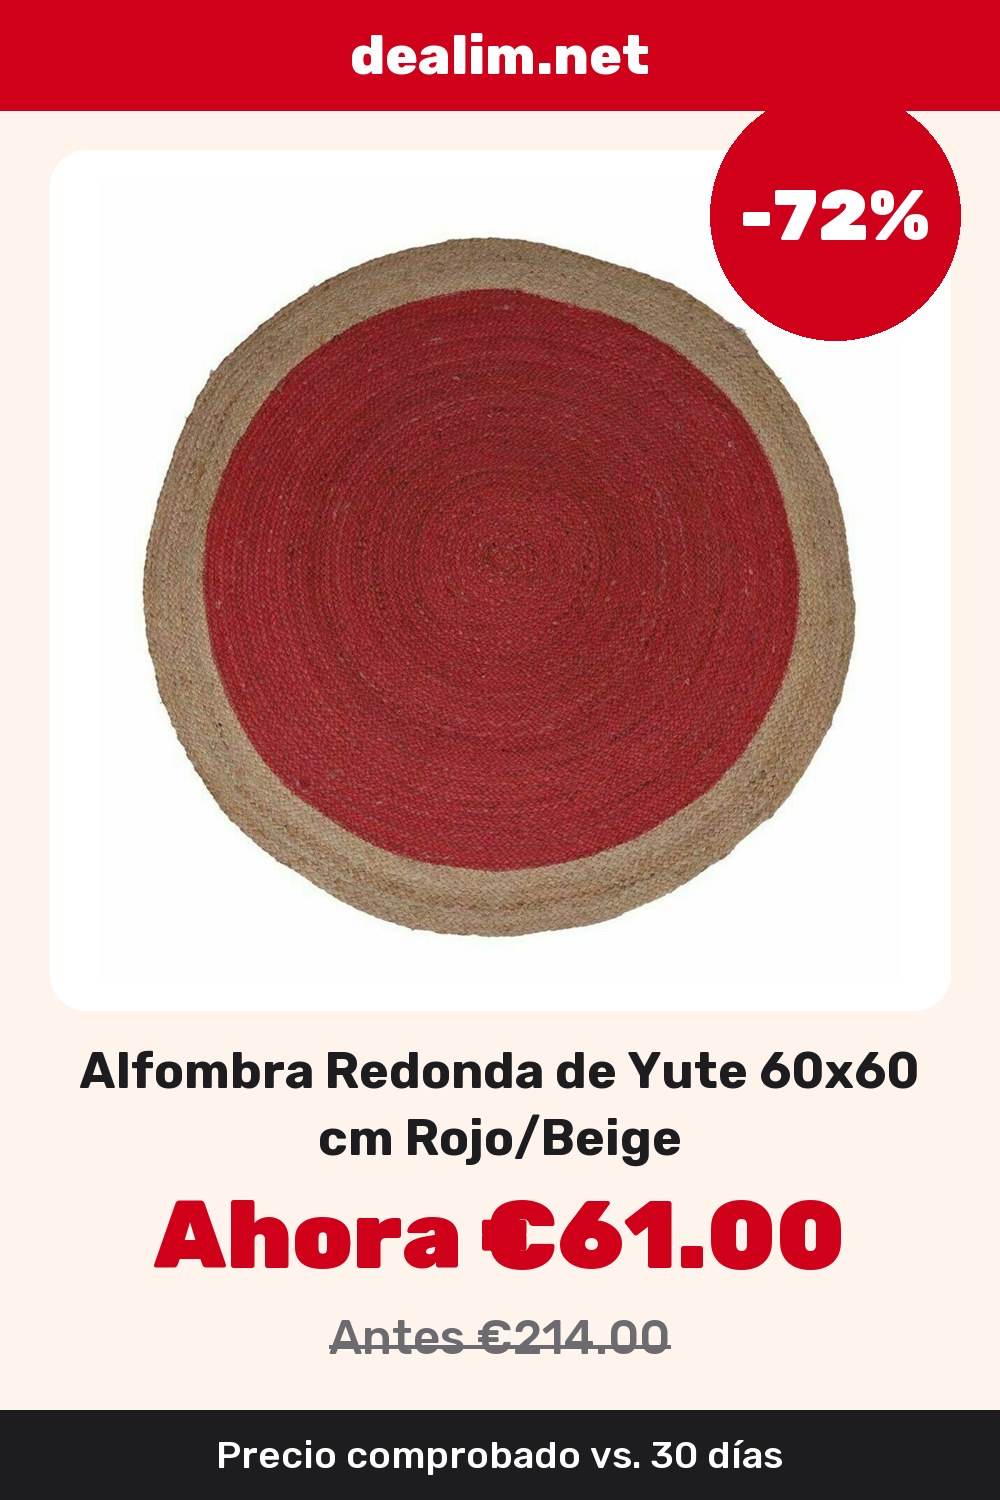 dealim.net
-72%
Alfombra Redonda de Yute 60x60
cm Rojo/Beige
Ahora €61.00
Antes €214.00
Precio comprobado vs. 30 días